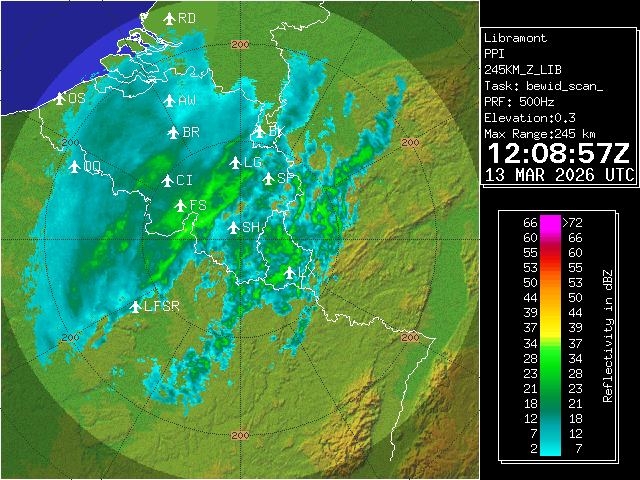 RD
200
OS
AW
BR
BK
200
LG
QQ
200
CI
SP
FS
SH
LX
LFSR
200
200
200
Libramont
PPI
245KM_Z_LIB
Task: bewid_scan_
PRF: 500Hz
Elevation:0.3
Max Range:245 km
12:08:57Z
13 MAR 2026 UTC
66 >72
60 66
55 60
53 55
50 53
44 50
39 44
37 39
34 37
28 34
23 28
21 23
18 21
12 18
7 12
2 7
Reflectivity in dBZ